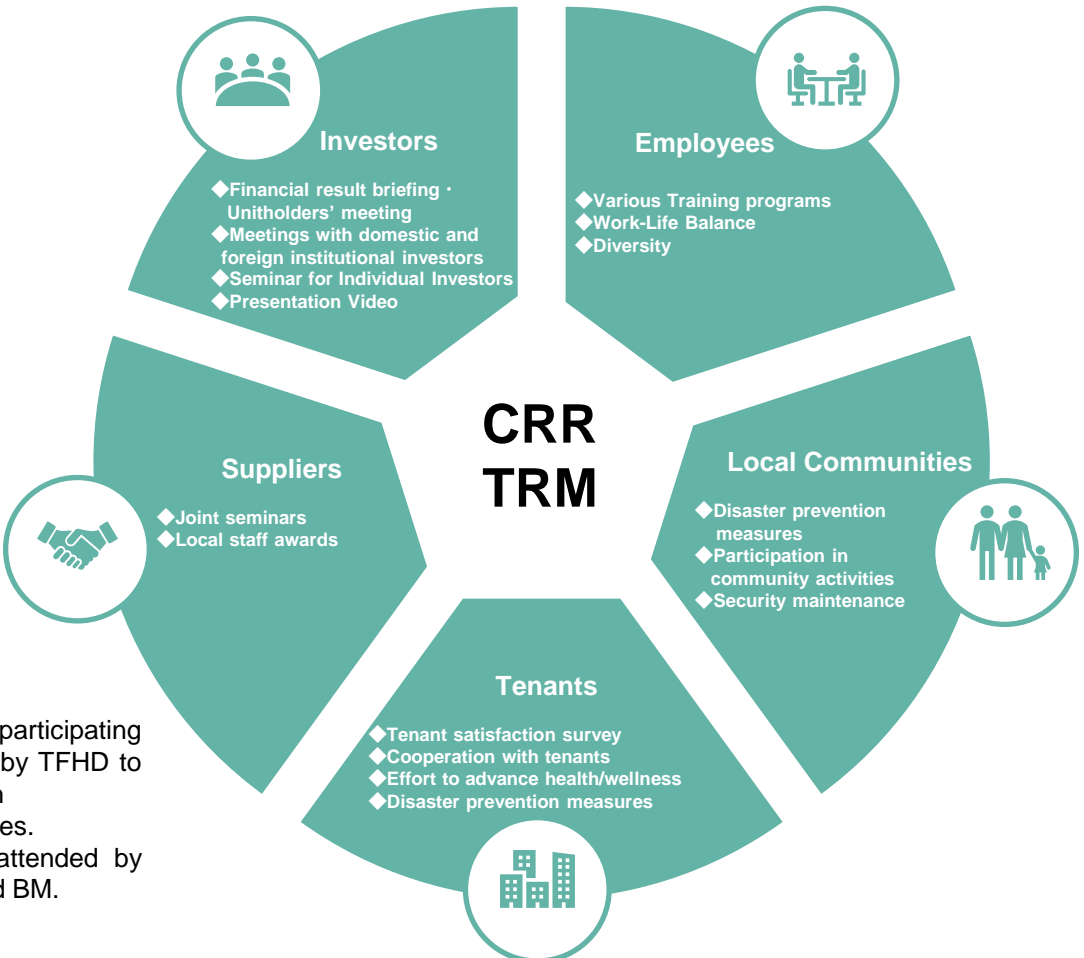 Investors
◆Financial result briefing・
Unitholders’ meeting
◆Meetings with domestic and
foreign institutional investors
◆Seminar for Individual Investors
◆Presentation Video
Employees
◆Various Training programs
◆Work-Life Balance
◆Diversity
CRR
TRM
Suppliers
◆Joint seminars
◆Local staff awards
Local Communities
◆Disaster prevention
measures
◆Participation in
community activities
◆Security maintenance
Tenants
◆Tenant satisfaction survey
◆Cooperation with tenants
◆Effort to advance health/wellness
◆Disaster prevention measures
participating
by TFHD to
es.
attended by
d BM.